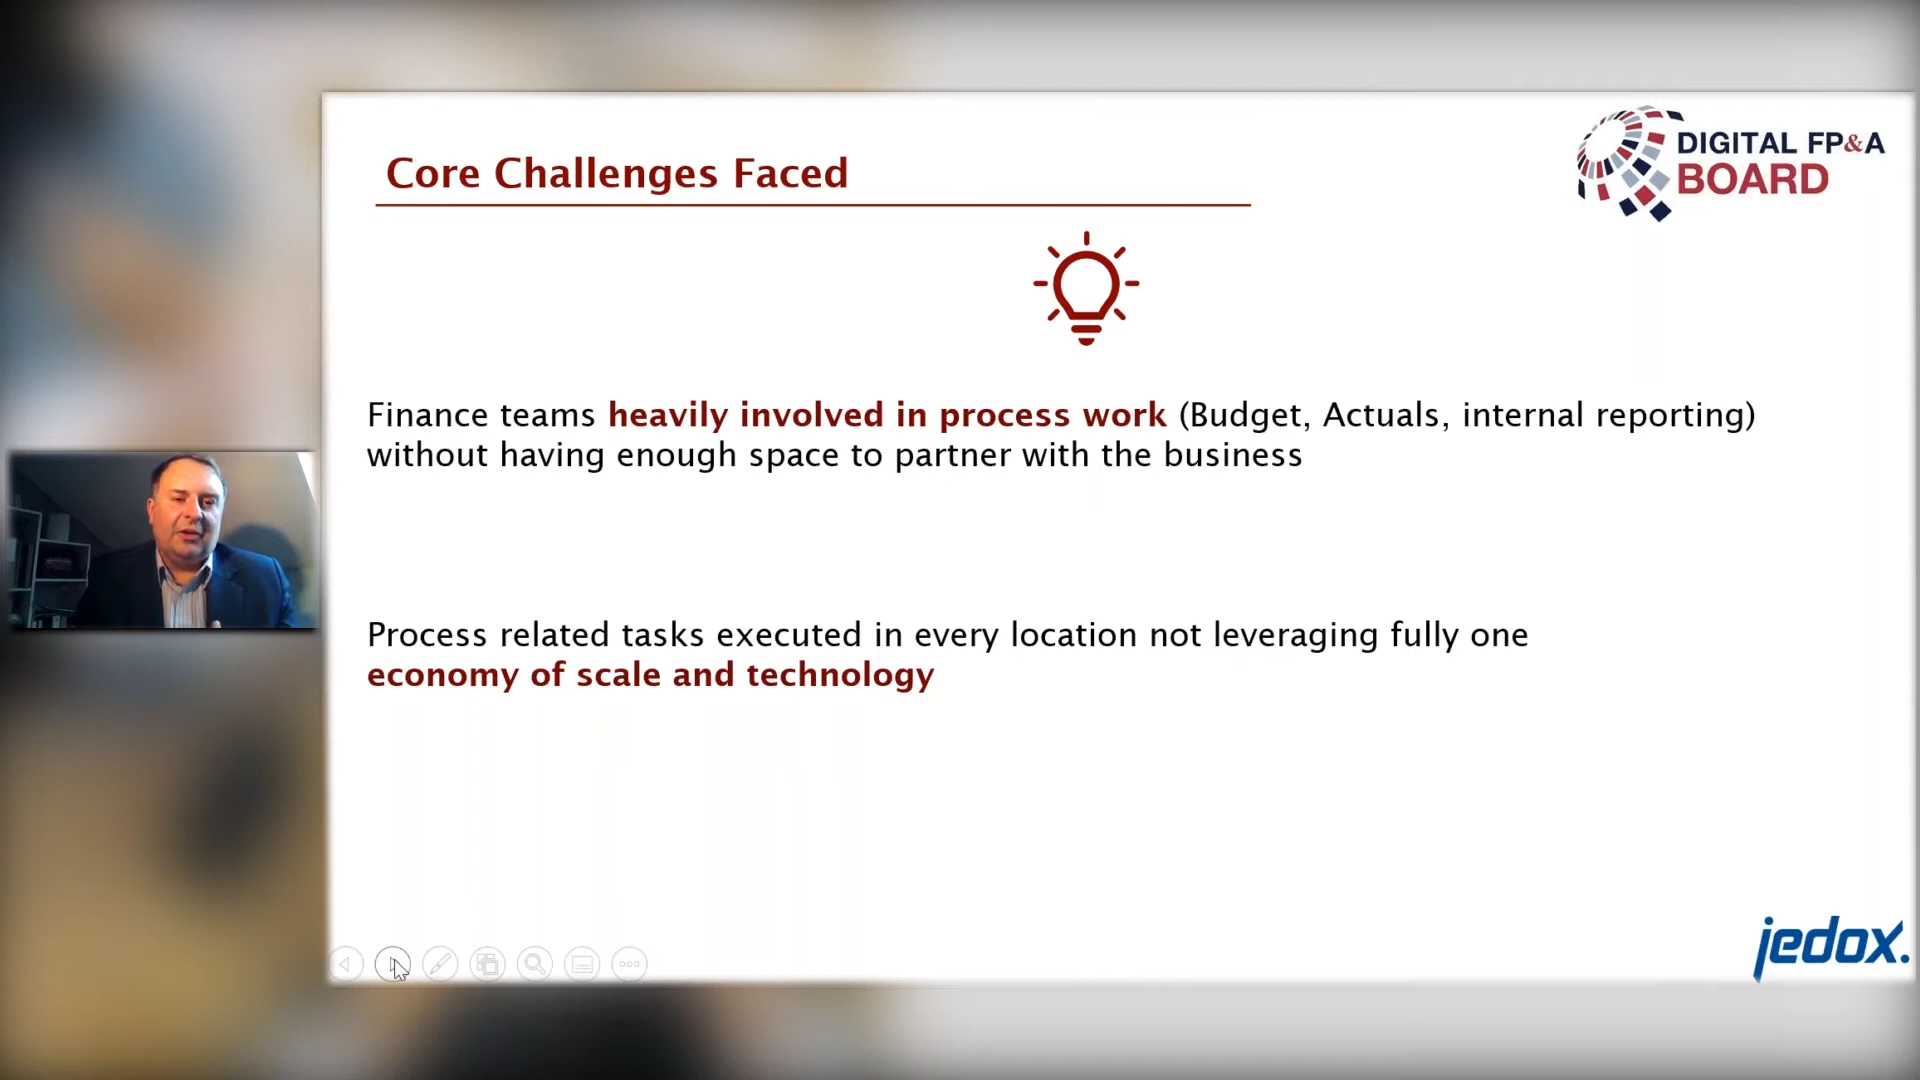 Core Challenges Faced
DIGITAL FP&A
BOARD
Finance teams heavily involved in process work (Budget, Actuals, internal reporting)
without having enough space to partner with the business
Process related tasks executed in every location not leveraging fully one
economy of scale and technology
jedox.